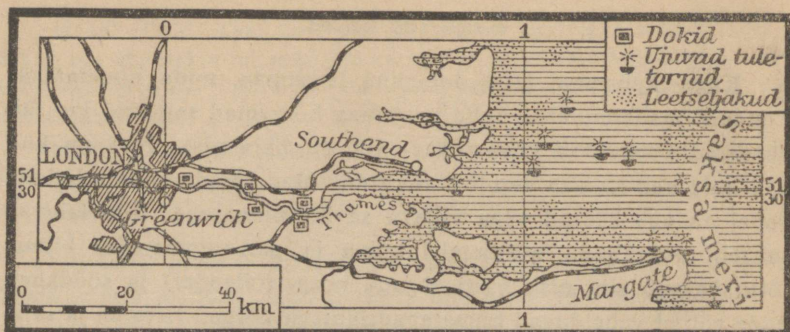 0
1
Dokid
Ujuvad tule-
tornid
Leetseljakud
Southend
LONDON
51
30
51
30
Greenwich
Thames
Saksa meri
Margate
0
20
40
km
1